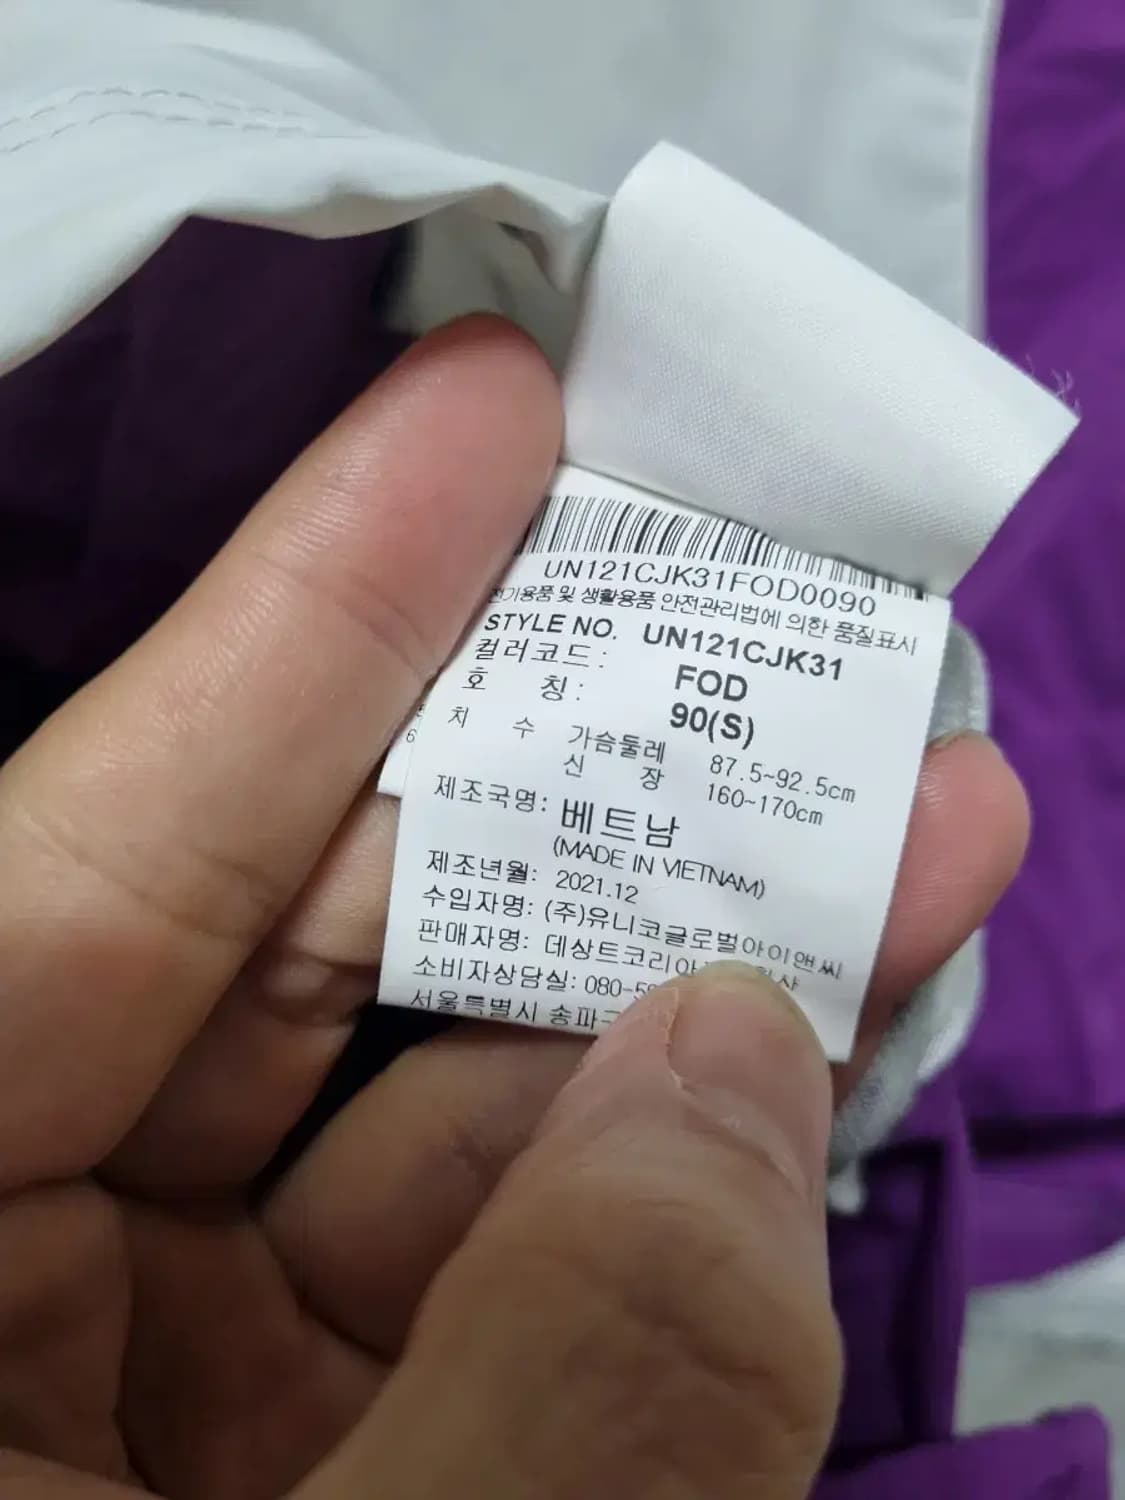 UN121CJK31FOD0090
전기용품 및 생활용품 안전관리법에 의한 품질표시
STYLE NO. UN121CJK31
컬러코드: FOD
호 칭: 90(S)
치 수 가슴둘레 87.5~92.5cm
신 장 160~170cm
제조국명: 베트남
(MADE IN VIETNAM)
제조년월: 2021.12
수입자명: (주)유니코글로벌아이앤씨
판매자명: 데상트코리아
소비자상담실: 080-5
서울특별시 송파구
6